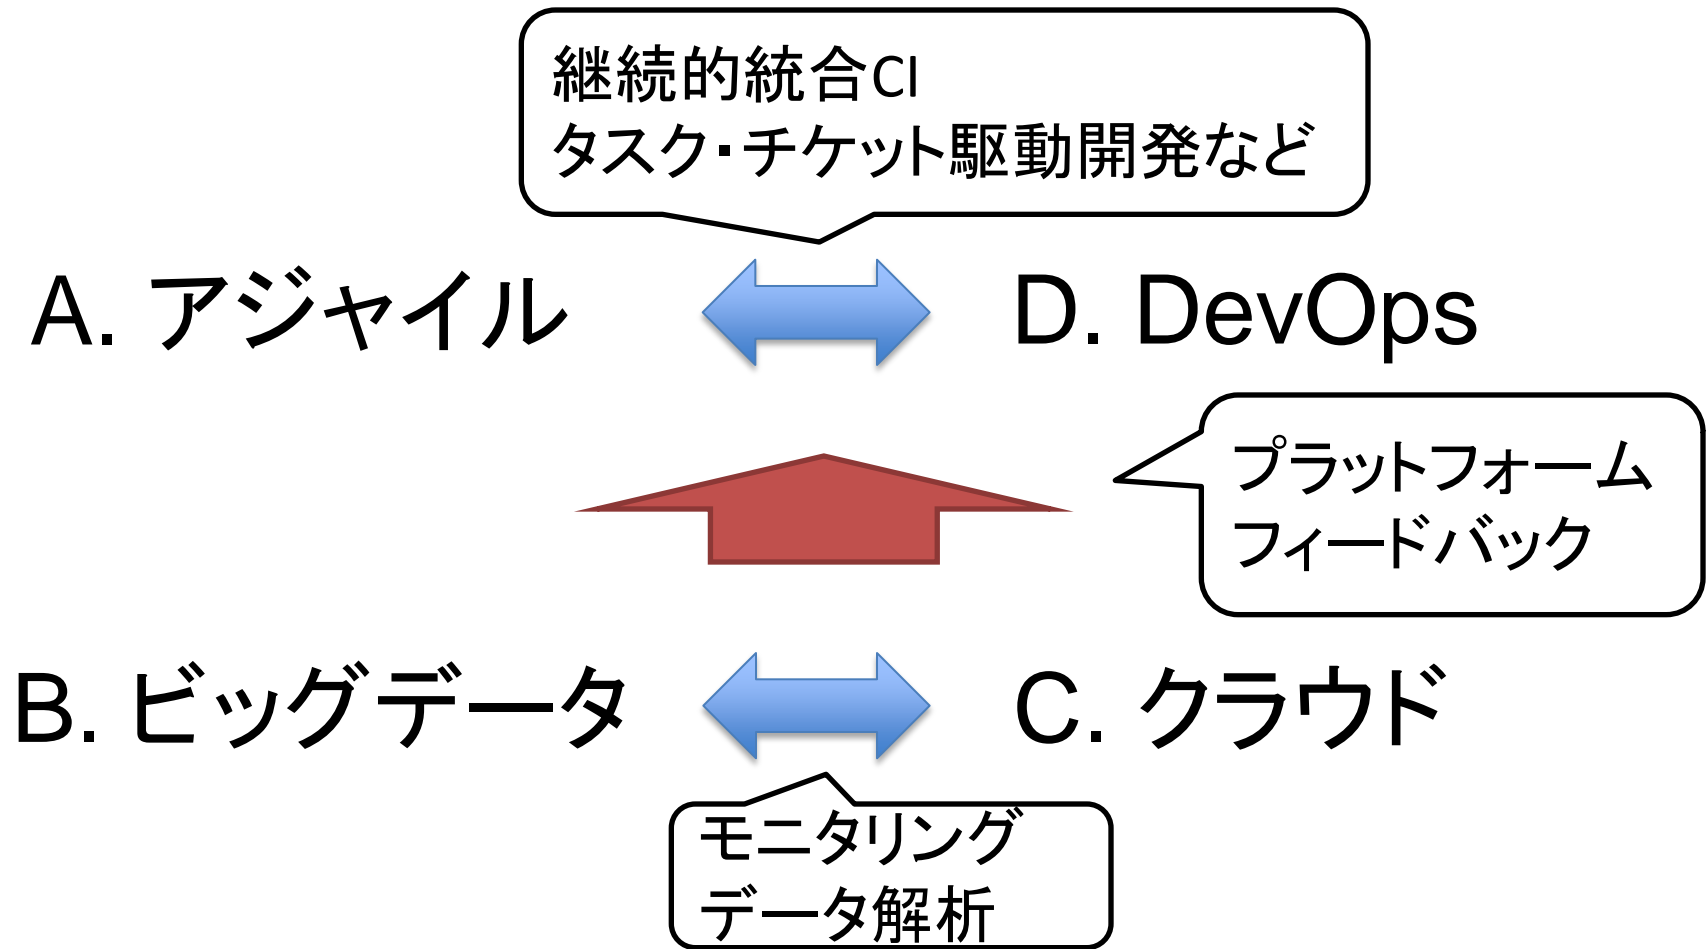 継続的統合CI
タスク・チケット駆動開発など
A. アジャイル
D. DevOps
プラットフォーム
フィードバック
B. ビッグデータ
C. クラウド
モニタリング
データ解析